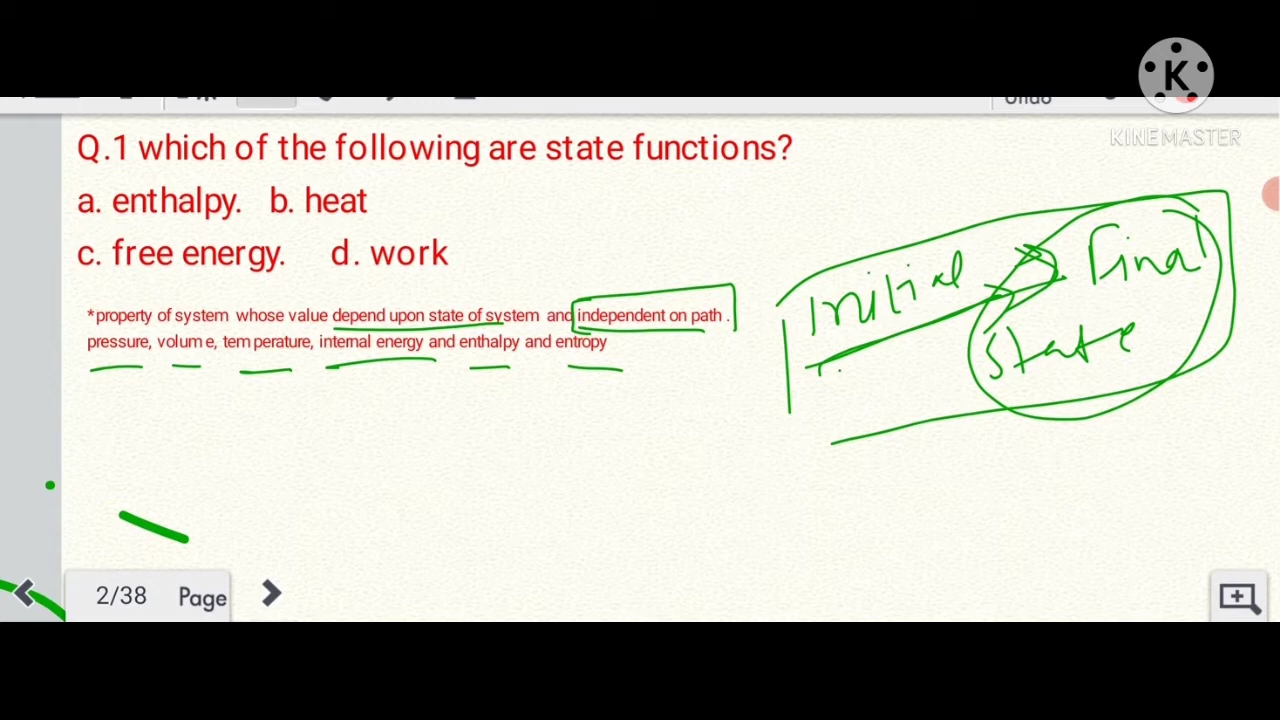 Undo
K
KINEMASTER
Q.1 which of the following are state functions?
a. enthalpy. b. heat
c. free energy. d. work
*property of system whose value depend upon state of system and independent on path .
pressure, volume, temperature, internal energy and enthalpy and entropy
Initial Final
State
2/38 Page